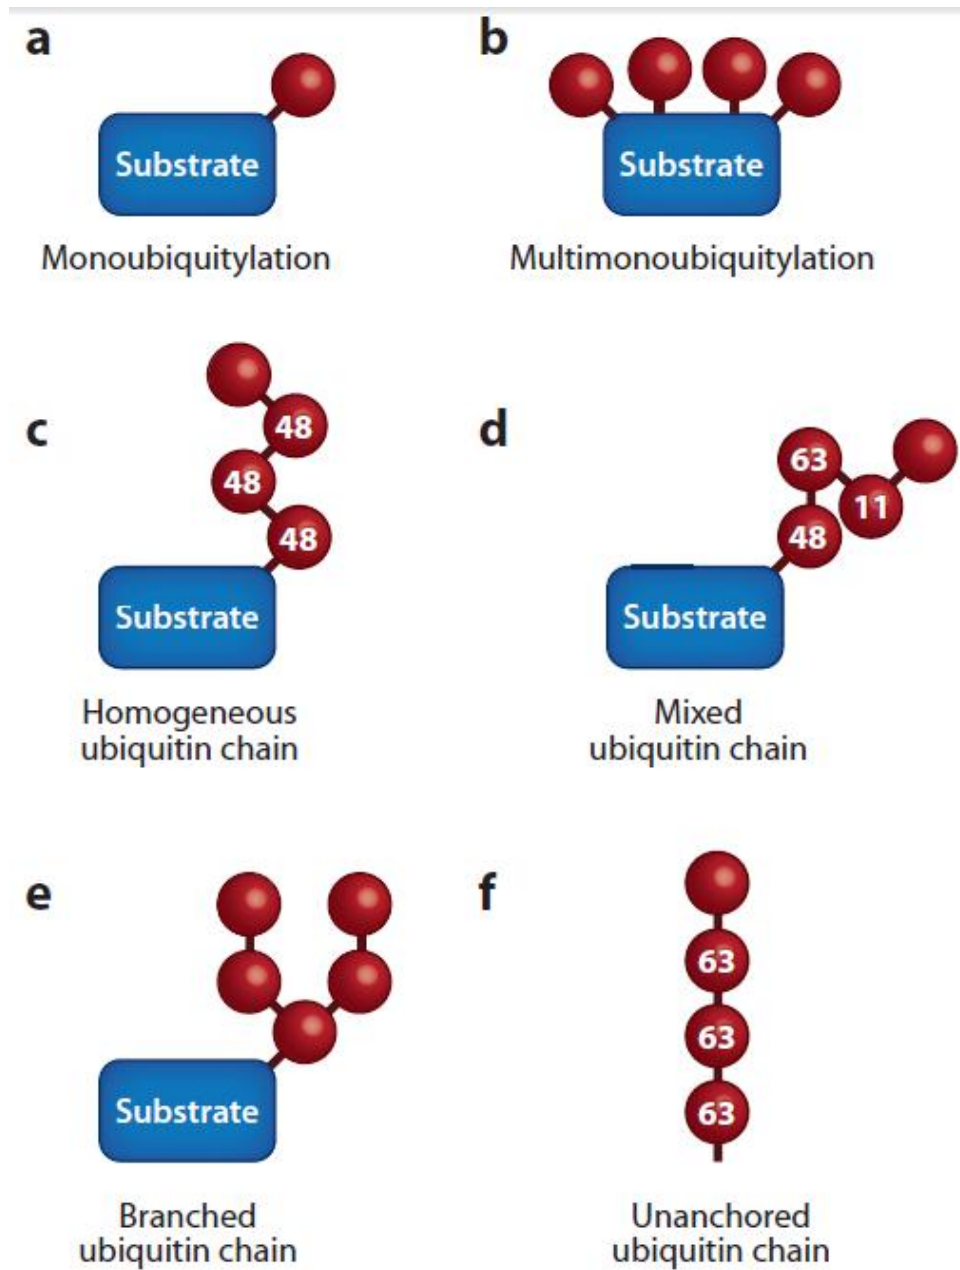 a
b
Substrate
Substrate
Monoubiquitylation
Multimonoubiquitylation
c
48
48
48
Substrate
Homogeneous
ubiquitin chain
d
63
11
48
Substrate
Mixed
ubiquitin chain
e
Substrate
Branched
ubiquitin chain
f
63
63
63
Unanchored
ubiquitin chain